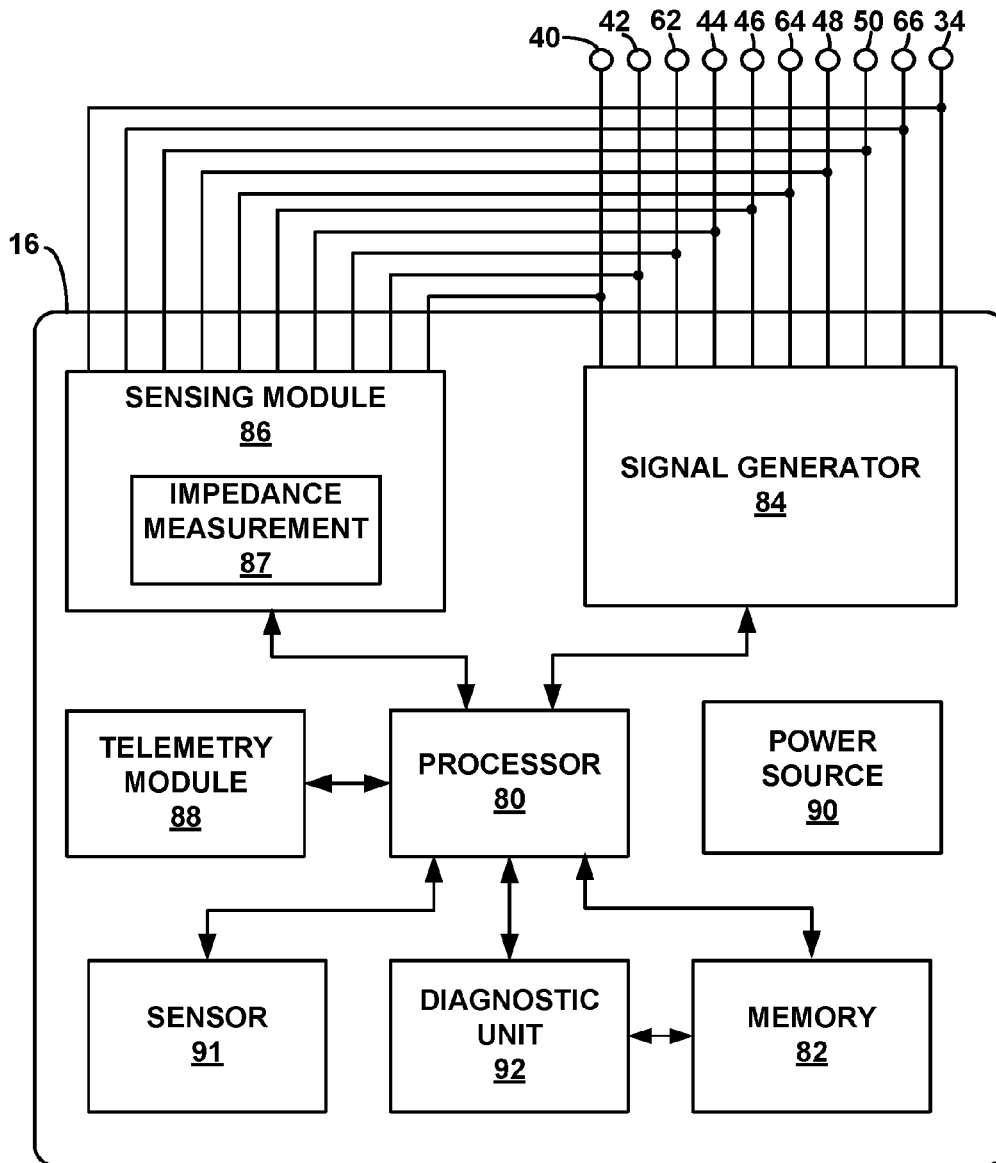 40 42 62 44 46 64 48 50 66 34
16
SENSING MODULE
86
IMPEDANCE
MEASUREMENT
87
SIGNAL GENERATOR
84
TELEMETRY
MODULE
88
PROCESSOR
80
POWER
SOURCE
90
SENSOR
91
DIAGNOSTIC
UNIT
92
MEMORY
82